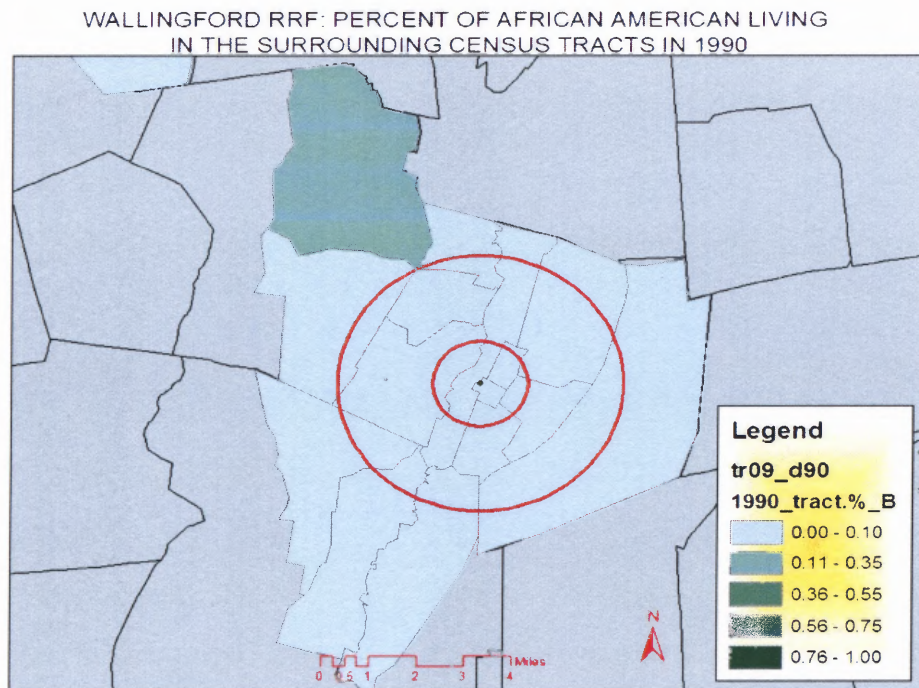 WALLINGFORD RRF: PERCENT OF AFRICAN AMERICAN LIVING
IN THE SURROUNDING CENSUS TRACTS IN 1990
Legend
tr09_d90
1990_tract.%_B
0.00 - 0.10
0.11 - 0.35
0.36 - 0.55
0.56 - 0.75
0.76 - 1.00
N
Miles
0 0.5 1 2 3 4